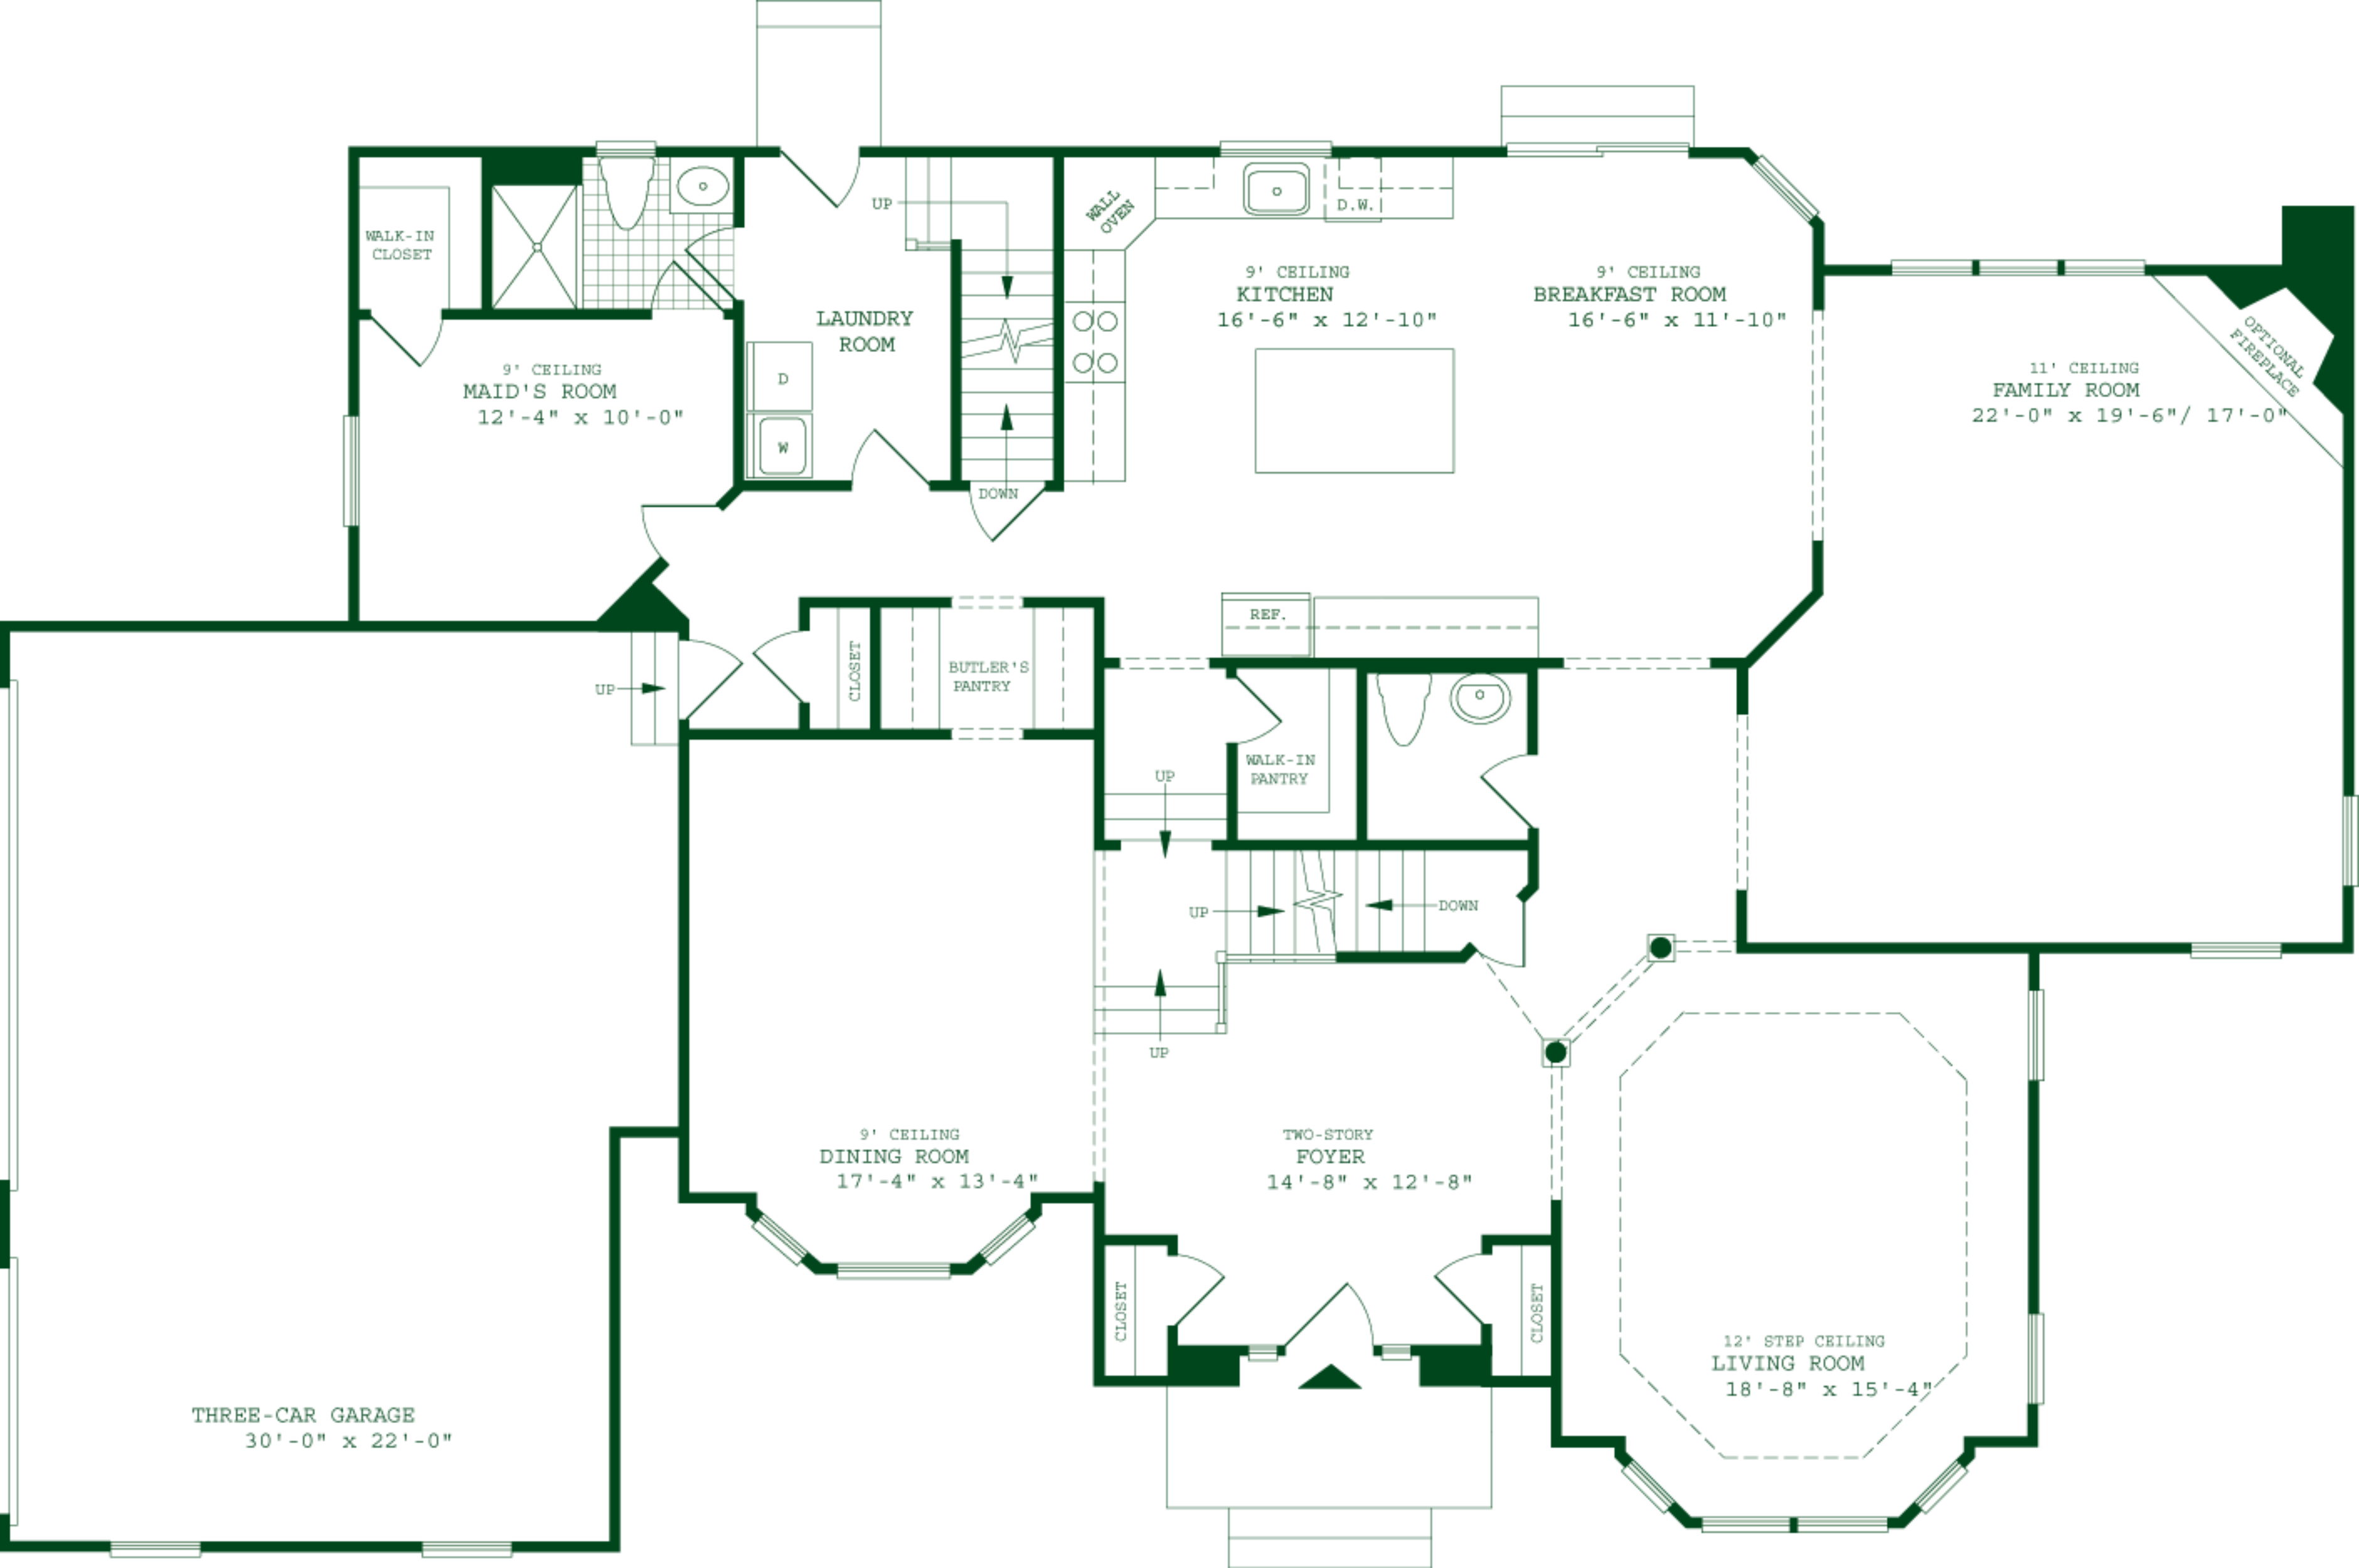 UP
WALL
OVEN
D.W.
WALK-IN
CLOSET
9' CEILING
KITCHEN
16'-6" x 12'-10"
9' CEILING
BREAKFAST ROOM
16'-6" x 11'-10"
LAUNDRY
ROOM
OPTIONAL
FIREPLACE
9' CEILING
MAID'S ROOM
12'-4" x 10'-0"
D
W
11' CEILING
FAMILY ROOM
22'-0" x 19'-6"/ 17'-0"
DOWN
REF.
UP
CLOSET
BUTLER'S
PANTRY
UP
WALK-IN
PANTRY
UP
DOWN
UP
9' CEILING
DINING ROOM
17'-4" x 13'-4"
TWO-STORY
FOYER
14'-8" x 12'-8"
CLOSET
CLOSET
12' STEP CEILING
LIVING ROOM
18'-8" x 15'-4"
THREE-CAR GARAGE
30'-0" x 22'-0"